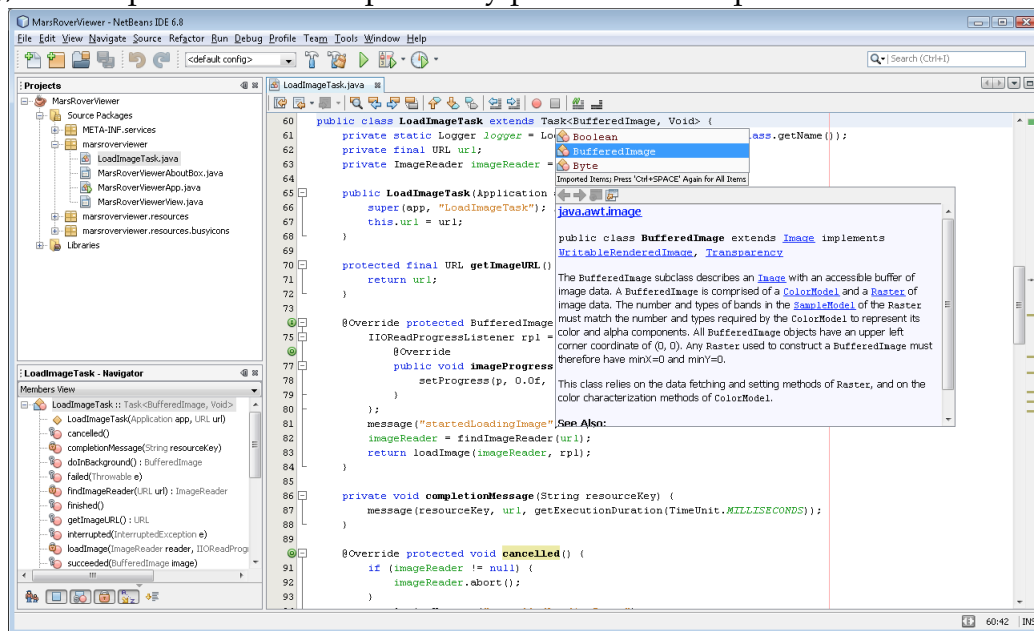 MarsRoverViewer - NetBeans IDE 6.8
File Edit View Navigate Source Refactor Run Debug Profile Team Tools Window Help
<default config>
Search (Ctrl+I)
Projects
MarsRoverViewer
Source Packages
META-INF.services
marsroverviewer
LoadImageTask.java
MarsRoverViewerAboutBox.java
MarsRoverViewerApp.java
MarsRoverViewerView.java
marsroverviewer.resources
marsroverviewer.resources.busyicons
Libraries
LoadImageTask - Navigator
Members View
LoadImageTask :: Task<BufferedImage, Void>
LoadImageTask(Application app, URL url)
cancelled()
completionMessage(String resourceKey)
doInBackground() : BufferedImage
failed(Throwable e)
findImageReader(URL url) : ImageReader
finished()
getImageURL() : URL
interrupted(InterruptedException e)
loadImage(ImageReader reader, IIOReadProgr
succeeded(BufferedImage image)
LoadImageTask.java
60 public class LoadImageTask extends Task<BufferedImage, Void> {
61 private static Logger logger = Lo ass.getName());
62 private final URL url;
63 private ImageReader imageReader =
64
65 public LoadImageTask(Application
66 super(app, "LoadImageTask");
67 this.url = url;
68 }
69
70 protected final URL getImageURL()
71 return url;
72 }
73
@Override protected BufferedImage
75 IIOReadProgressListener rpl =
@Override
77 public void imageProgress
78 setProgress(p, 0.0f,
79 }
80 };
81 message("startedLoadingImage"
82 imageReader = findImageReader(url);
83 return loadImage(imageReader, rpl);
84 }
85
86 private void completionMessage(String resourceKey) {
87 message(resourceKey, url, getExecutionDuration(TimeUnit.MILLISECONDS));
88 }
89
@Override protected void cancelled() {
91 if (imageReader != null) {
92 imageReader.abort();
93 }
Boolean
BufferedImage
Byte
Imported Items; Press 'Ctrl+SPACE' Again for All Items
java.awt.image
public class BufferedImage extends Image implements
WritableRenderedImage, Transparency
The BufferedImage subclass describes an Image with an accessible buffer of
image data. A BufferedImage is comprised of a ColorModel and a Raster of
image data. The number and types of bands in the SampleModel of the Raster
must match the number and types required by the ColorModel to represent its
color and alpha components. All BufferedImage objects have an upper left
corner coordinate of (0, 0). Any Raster used to construct a BufferedImage must
therefore have minX=0 and minY=0.
This class relies on the data fetching and setting methods of Raster, and on the
color characterization methods of ColorModel.
See Also:
60:42 INS